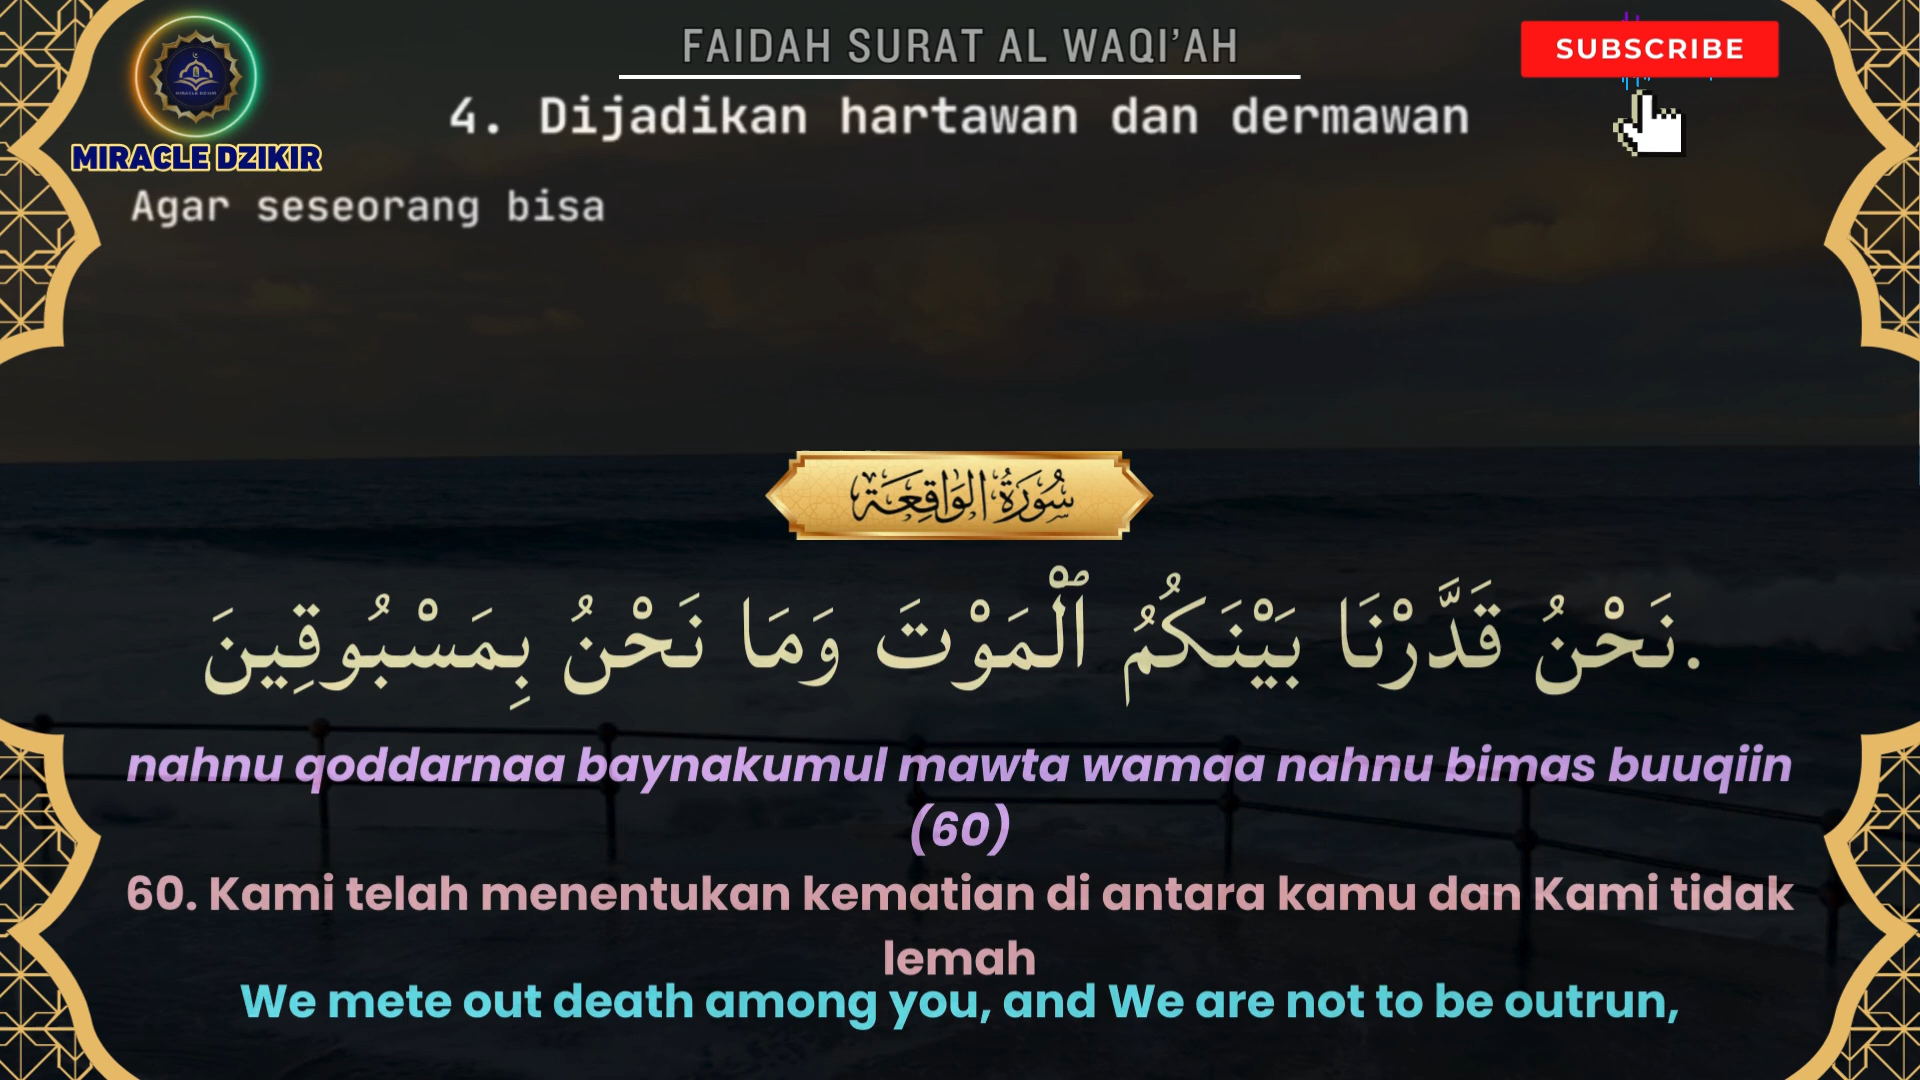 FAIDAH SURAT AL WAQI’AH
SUBSCRIBE
4. Dijadikan hartawan dan dermawan
MIRACLE DZIKIR
Agar seseorang bisa
سُورَةُ الوَاقِعَة
نَحْنُ قَدَّرْنَا بَيْنَكُمُ ٱلْمَوْتَ وَمَا نَحْنُ بِمَسْبُوقِينَ.
nahnu qoddarnaa baynakumul mawta wamaa nahnu bimas buuqiin
(60)
60. Kami telah menentukan kematian di antara kamu dan Kami tidak
lemah
We mete out death among you, and We are not to be outrun,